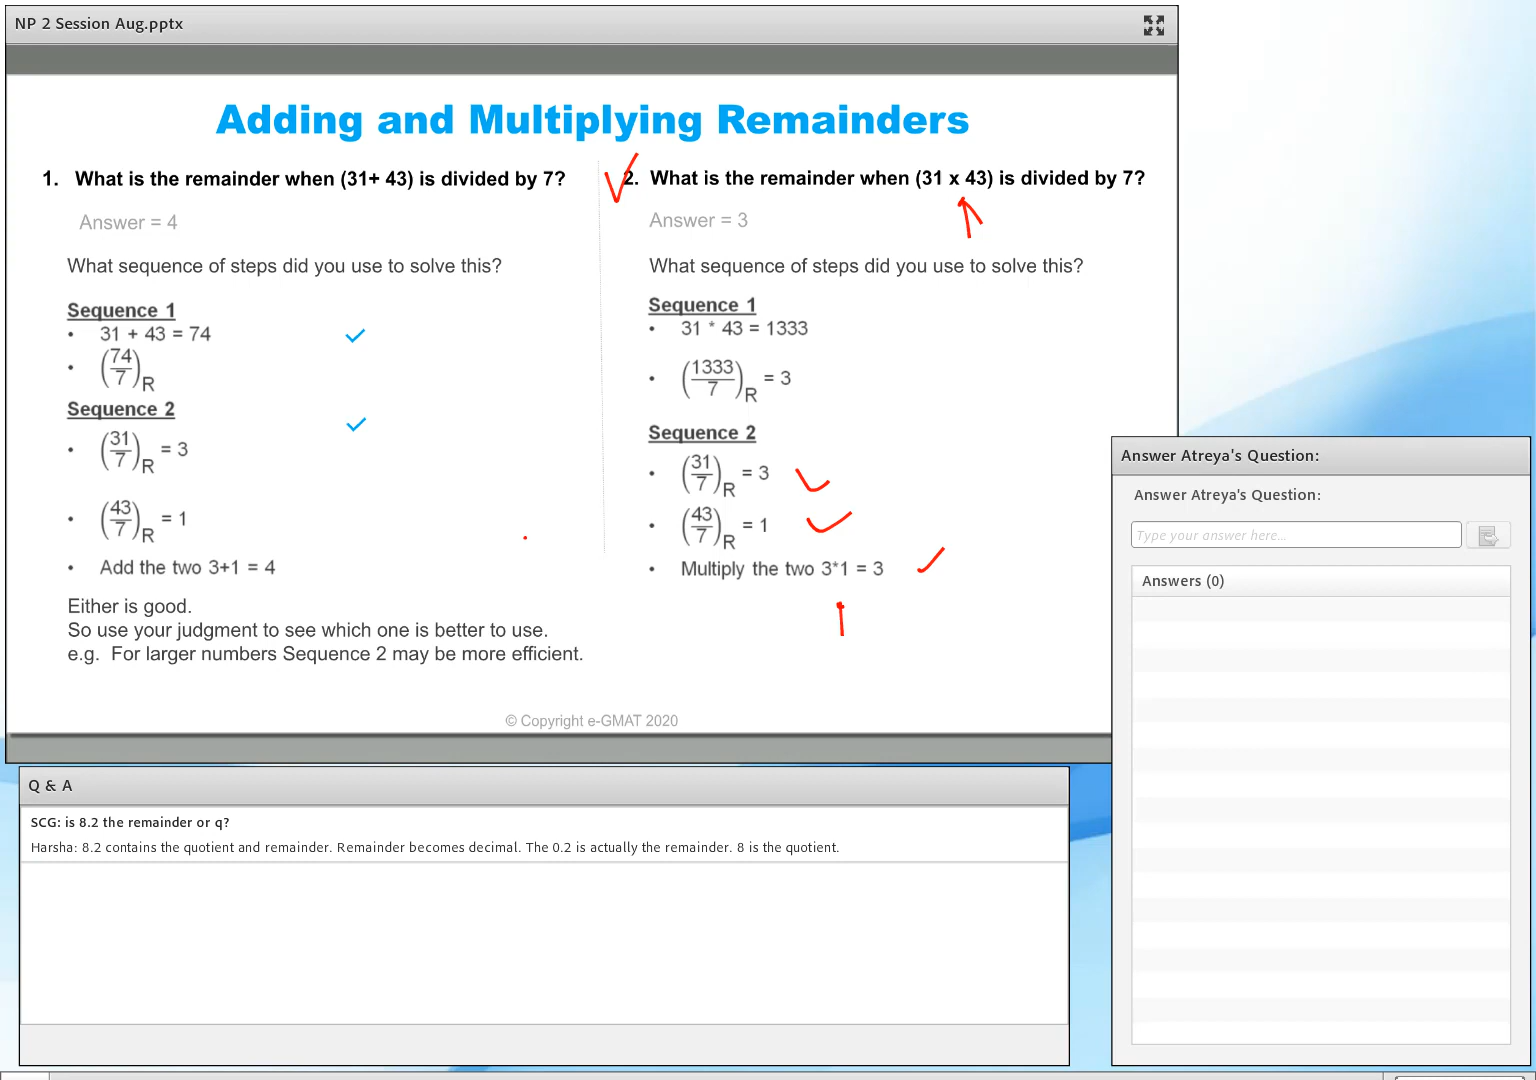 NP 2 Session Aug.pptx
Adding and Multiplying Remainders
1. What is the remainder when (31+ 43) is divided by 7?
Answer = 4
What sequence of steps did you use to solve this?
Sequence 1
• 31 + 43 = 74
• (74/7)R
Sequence 2
• (31/7)R = 3
• (43/7)R = 1
• Add the two 3+1 = 4
Either is good.
So use your judgment to see which one is better to use.
e.g. For larger numbers Sequence 2 may be more efficient.
2. What is the remainder when (31 x 43) is divided by 7?
Answer = 3
What sequence of steps did you use to solve this?
Sequence 1
• 31 * 43 = 1333
• (1333/7)R = 3
Sequence 2
• (31/7)R = 3
• (43/7)R = 1
• Multiply the two 3*1 = 3
© Copyright e-GMAT 2020
Answer Atreya's Question:
Answer Atreya's Question:
Type your answer here...
Answers (0)
Q & A
SCG: is 8.2 the remainder or q?
Harsha: 8.2 contains the quotient and remainder. Remainder becomes decimal. The 0.2 is actually the remainder. 8 is the quotient.